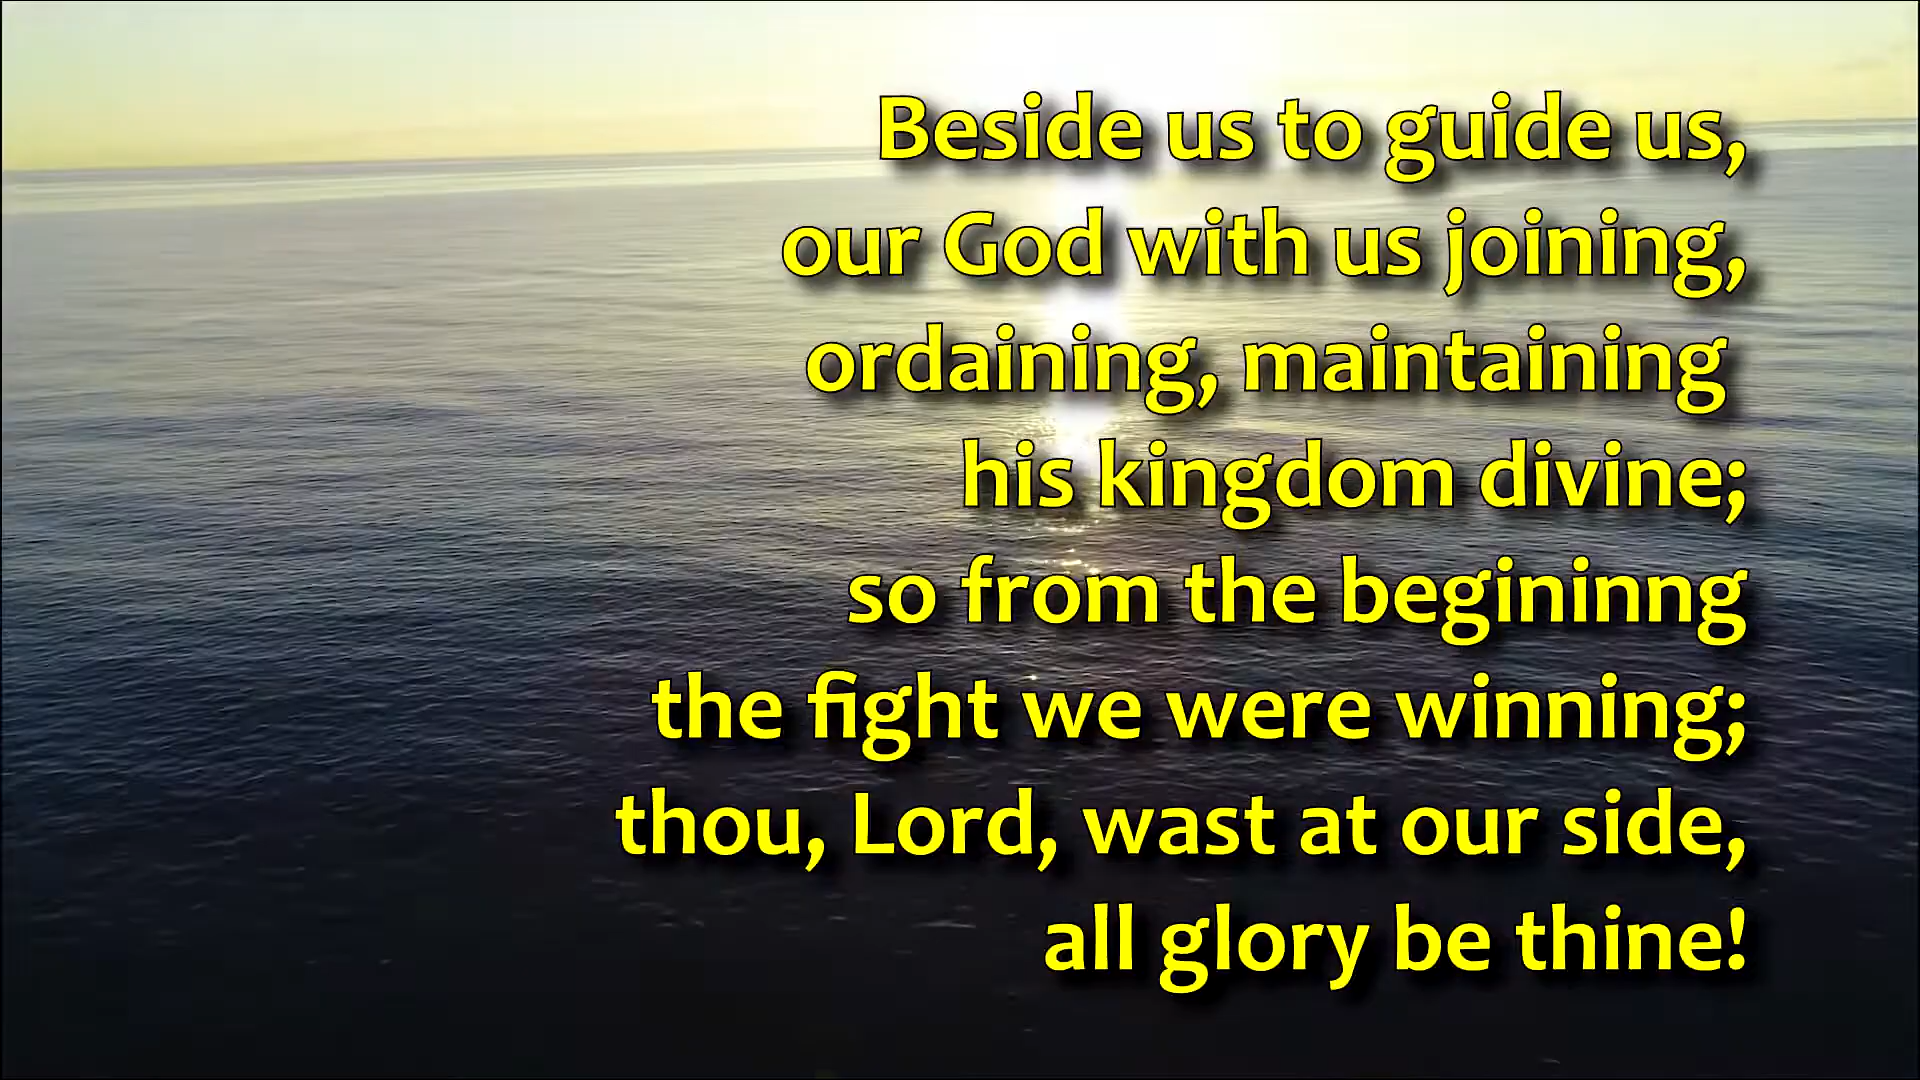 Beside us to guide us,
our God with us joining,
ordaining, maintaining
his kingdom divine;
so from the begininng
the fight we were winning;
thou, Lord, wast at our side,
all glory be thine!